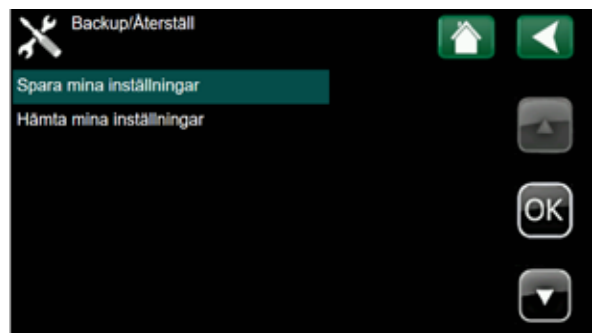 Backup/Återställ
Spara mina inställningar
Hämta mina inställningar
OK